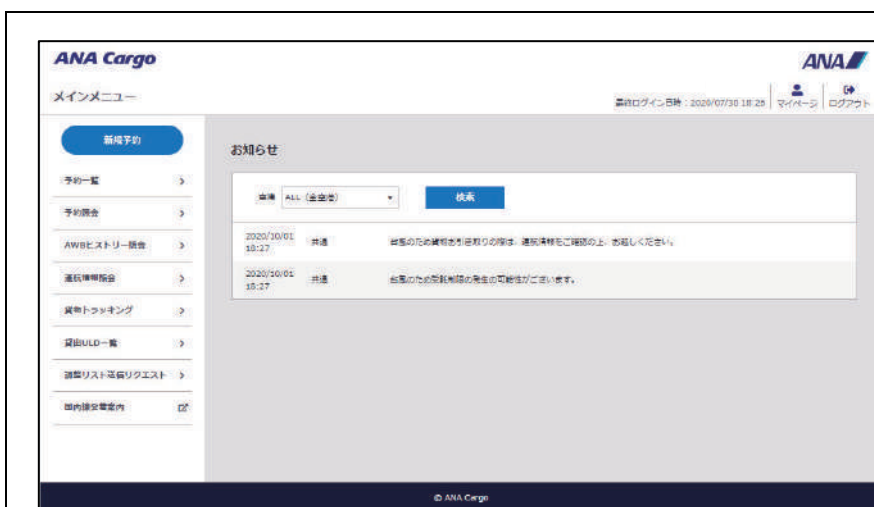 ANA Cargo
ANA
メインメニュー
最終ログイン日時：2020/07/30 18:28
マイページ
ログアウト
新規予約
予約一覧
予約照会
AWBヒストリー照会
運航情報照会
貨物トラッキング
貸出ULD一覧
調整リスト送信リクエスト
国内線営業案内
お知らせ
空港 ALL（全空港） 検索
2020/10/01
18:27
共通
台風のため貨物お引き取りの際は、運航情報をご確認の上、お越しください。
2020/10/01
18:27
共通
台風のため受託制限の発生の可能性がございます。
© ANA Cargo